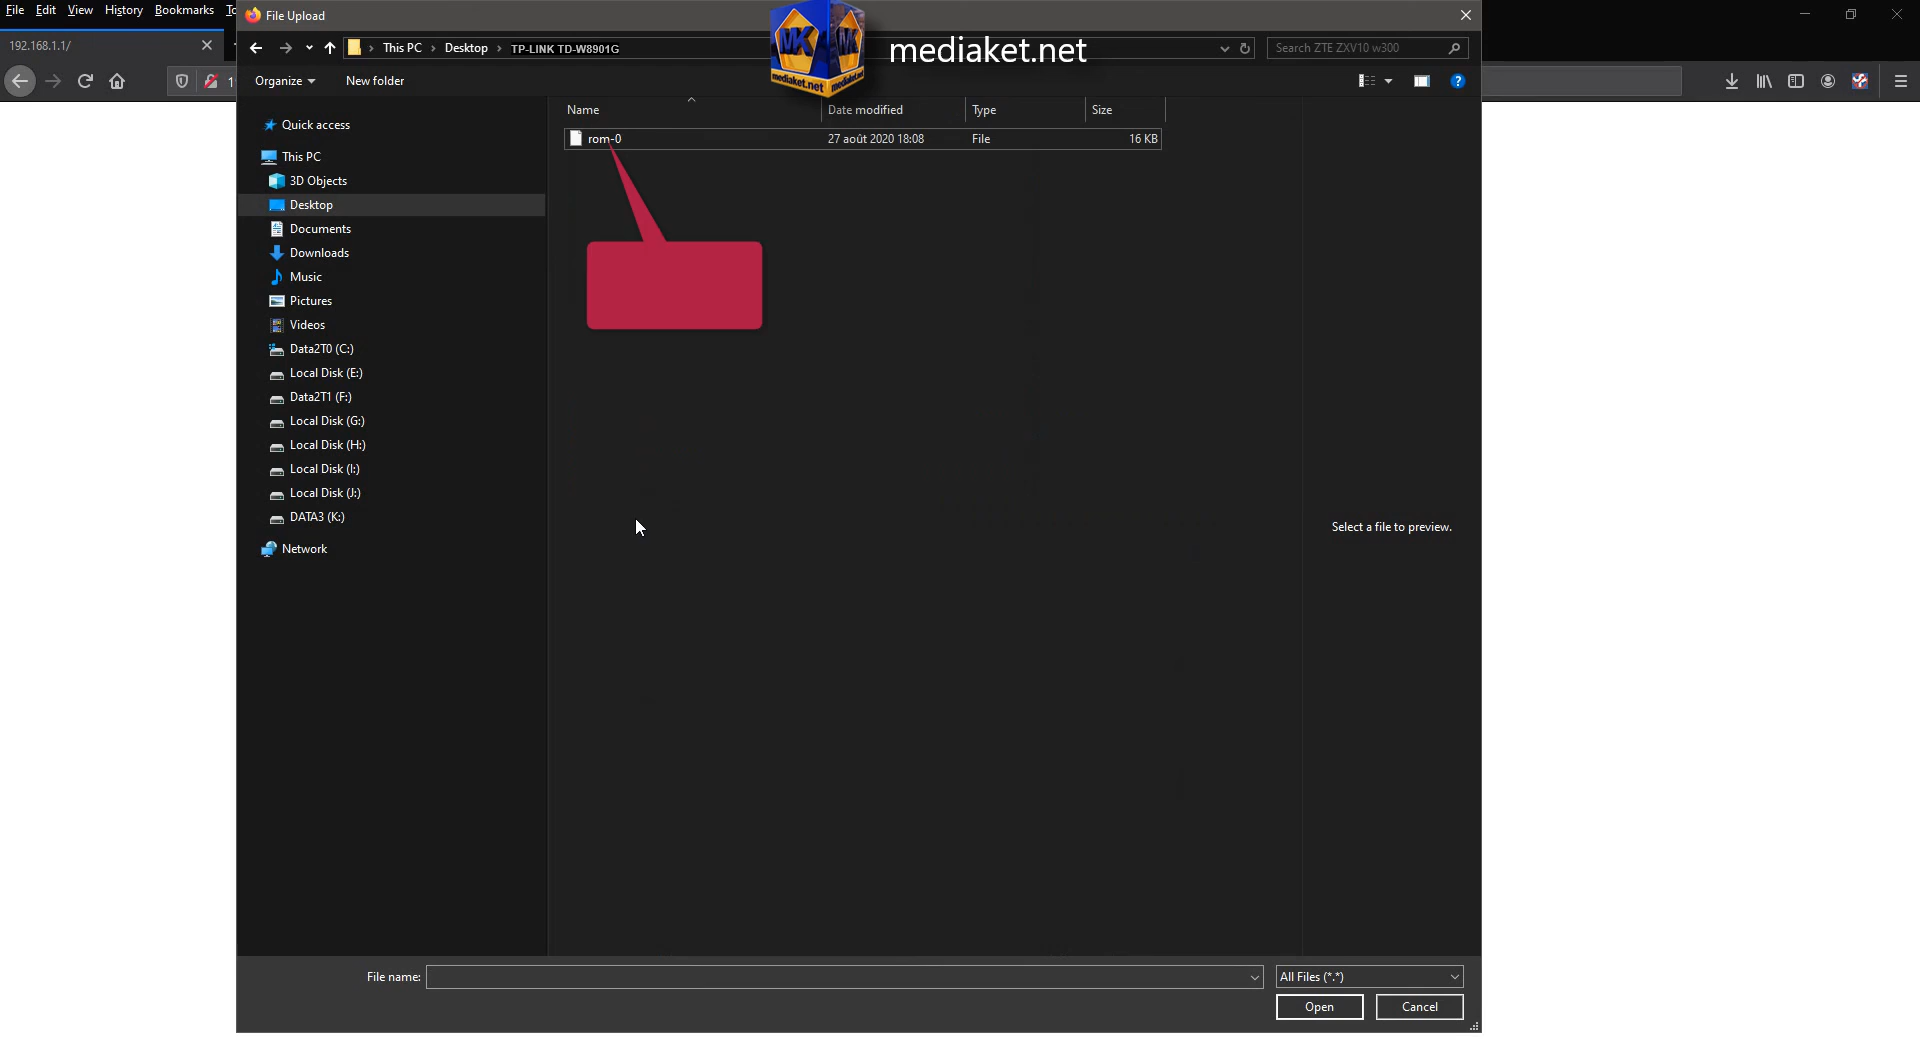 File Edit View History Bookmarks
File Upload
mediaket.net
192.168.1.1/
This PC Desktop TP-LINK TD-W8901G
Search ZTE ZXV10 w300
Organize New folder
mediaket.net
Name Date modified Type Size
rom-0 27 août 2020 18:08 File 16 KB
Quick access
This PC
3D Objects
Desktop
Documents
Downloads
Music
Pictures
Videos
Data2T0 (C:)
Local Disk (E:)
Data2T1 (F:)
Local Disk (G:)
Local Disk (H:)
Local Disk (I:)
Local Disk (J:)
DATA3 (K:)
Network
Select a file to preview.
File name: All Files (*.*)
Open Cancel